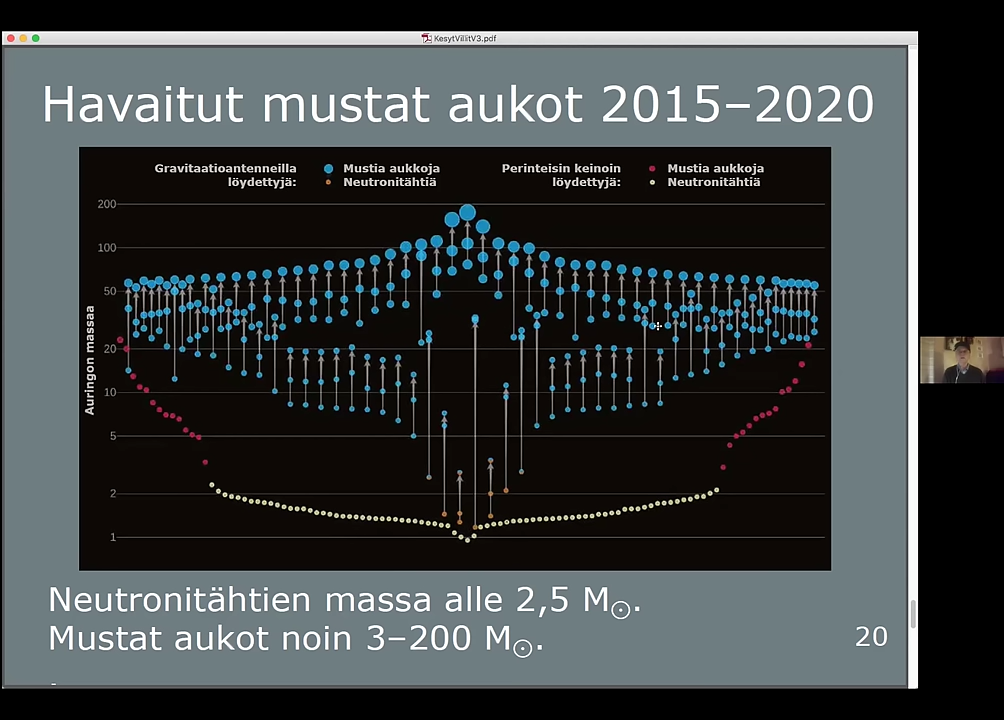 KesytVillitV3.pdf
Havaitut mustat aukot 2015–2020
Gravitaatioantenneilla löydettyjä:
Mustia aukkoja
Neutronitähtiä
Perinteisin keinoin löydettyjä:
Mustia aukkoja
Neutronitähtiä
Auringon massaa
200
100
50
20
10
5
2
1
Neutronitähtien massa alle 2,5 M☉.
Mustat aukot noin 3–200 M☉.
20